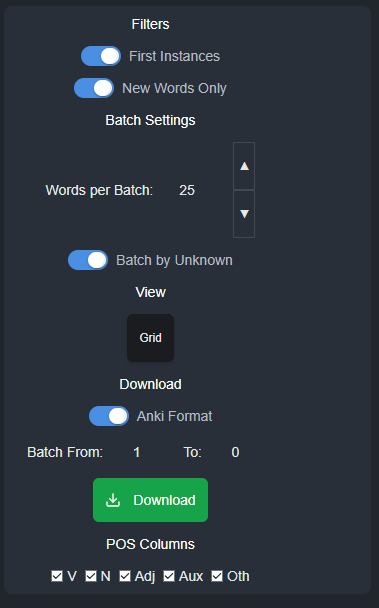 Filters
First Instances
New Words Only
Batch Settings
▲
Words per Batch: 25
▼
Batch by Unknown
View
Grid
Download
Anki Format
Batch From: 1 To: 0
Download
POS Columns
V N Adj Aux Oth